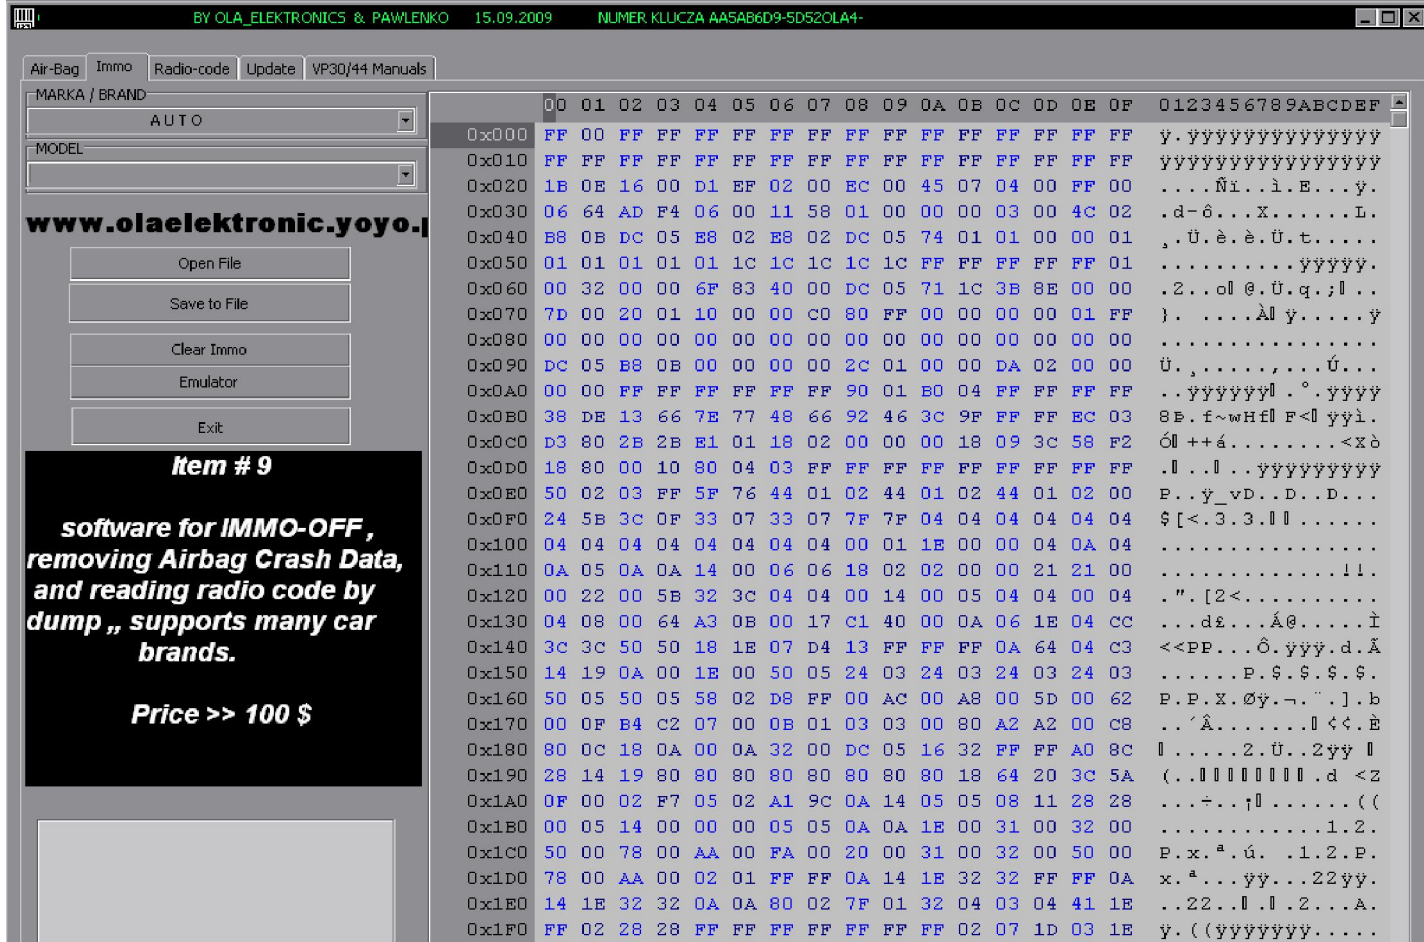 BY OLA_ELEKTRONICS & PAWLENKO 15.09.2009 NUMER KLUCZA AA5AB6D9-5D52OLA4-
Air-Bag Immo Radio-code Update VP30/44 Manuals
MARKA / BRAND
AUTO
MODEL
www.olaelektronic.yoyo.p
Open File
Save to File
Clear Immo
Emulator
Exit
Item # 9
software for IMMO-OFF ,
removing Airbag Crash Data,
and reading radio code by
dump ,, supports many car
brands.
Price >> 100 $
00 01 02 03 04 05 06 07 08 09 0A 0B 0C 0D 0E 0F 0123456789ABCDEF
0x000 FF 00 FF FF FF FF FF FF FF FF FF FF FF FF FF FF ÿ.ÿÿÿÿÿÿÿÿÿÿÿÿÿÿ
0x010 FF FF FF FF FF FF FF FF FF FF FF FF FF FF FF FF ÿÿÿÿÿÿÿÿÿÿÿÿÿÿÿÿ
0x020 1B 0E 16 00 D1 EF 02 00 EC 00 45 07 04 00 FF 00 ....Ñï..ì.E...ÿ.
0x030 06 64 AD F4 06 00 11 58 01 00 00 00 03 00 4C 02 .d-ô...X......L.
0x040 B8 0B DC 05 E8 02 E8 02 DC 05 74 01 01 00 00 01 ¸.Ü.è.è.Ü.t.....
0x050 01 01 01 01 01 1C 1C 1C 1C 1C FF FF FF FF FF 01 ..........ÿÿÿÿÿ.
0x060 00 32 00 00 6F 83 40 00 DC 05 71 1C 3B 8E 00 00 .2..o @.Ü.q.; ..
0x070 7D 00 20 01 10 00 00 C0 80 FF 00 00 00 00 01 FF }. ....À ÿ.....ÿ
0x080 00 00 00 00 00 00 00 00 00 00 00 00 00 00 00 00 ................
0x090 DC 05 B8 0B 00 00 00 00 2C 01 00 00 DA 02 00 00 Ü.¸.....,...Ú...
0x0A0 00 00 FF FF FF FF FF FF 90 01 B0 04 FF FF FF FF ..ÿÿÿÿÿÿ .°.ÿÿÿÿ
0x0B0 38 DE 13 66 7E 77 48 66 92 46 3C 9F FF FF EC 03 8Þ.f~wHf F< ÿÿì.
0x0C0 D3 80 2B 2B E1 01 18 02 00 00 00 18 09 3C 58 F2 Ó ++á........<Xò
0x0D0 18 80 00 10 80 04 03 FF FF FF FF FF FF FF FF FF . .. ..ÿÿÿÿÿÿÿÿÿ
0x0E0 50 02 03 FF 5F 76 44 01 02 44 01 02 44 01 02 00 P..ÿ_vD..D..D...
0x0F0 24 5B 3C 0F 33 07 33 07 7F 7F 04 04 04 04 04 04 $[<.3.3. ......
0x100 04 04 04 04 04 04 04 04 00 01 1E 00 00 04 0A 04 ................
0x110 0A 05 0A 0A 14 00 06 06 18 02 02 00 00 21 21 00 .............!!.
0x120 00 22 00 5B 32 3C 04 04 00 14 00 05 04 04 00 04 .".[2<..........
0x130 04 08 00 64 A3 0B 00 17 C1 40 00 0A 06 1E 04 CC ...d£...Á@.....Ì
0x140 3C 3C 50 50 18 1E 07 D4 13 FF FF FF 0A 64 04 C3 <<PP...Ô.ÿÿÿ.d.Ã
0x150 14 19 0A 00 1E 00 50 05 24 03 24 03 24 03 24 03 ......P.$.$.$.$.
0x160 50 05 50 05 58 02 D8 FF 00 AC 00 A8 00 5D 00 62 P.P.X.Øÿ.¬.¨.].b
0x170 00 0F B4 C2 07 00 0B 01 03 03 00 80 A2 A2 00 C8 ..´Â....... ¢¢.È
0x180 80 0C 18 0A 00 0A 32 00 DC 05 16 32 FF FF A0 8C .....2.Ü..2ÿÿ
0x190 28 14 19 80 80 80 80 80 80 80 80 18 64 20 3C 5A (.. .d <Z
0x1A0 0F 00 02 F7 05 02 A1 9C 0A 14 05 05 08 11 28 28 ...÷..¡ ......((
0x1B0 00 05 14 00 00 00 05 05 0A 0A 1E 00 31 00 32 00 ............1.2.
0x1C0 50 00 78 00 AA 00 FA 00 20 00 31 00 32 00 50 00 P.x.ª.ú. .1.2.P.
0x1D0 78 00 AA 00 02 01 FF FF 0A 14 1E 32 32 FF FF 0A x.ª...ÿÿ...22ÿÿ.
0x1E0 14 1E 32 32 0A 0A 80 02 7F 01 32 04 03 04 41 1E ..22.. . .2...A.
0x1F0 FF 02 28 28 FF FF FF FF FF FF FF 02 07 1D 03 1E ÿ.((ÿÿÿÿÿÿÿ.....